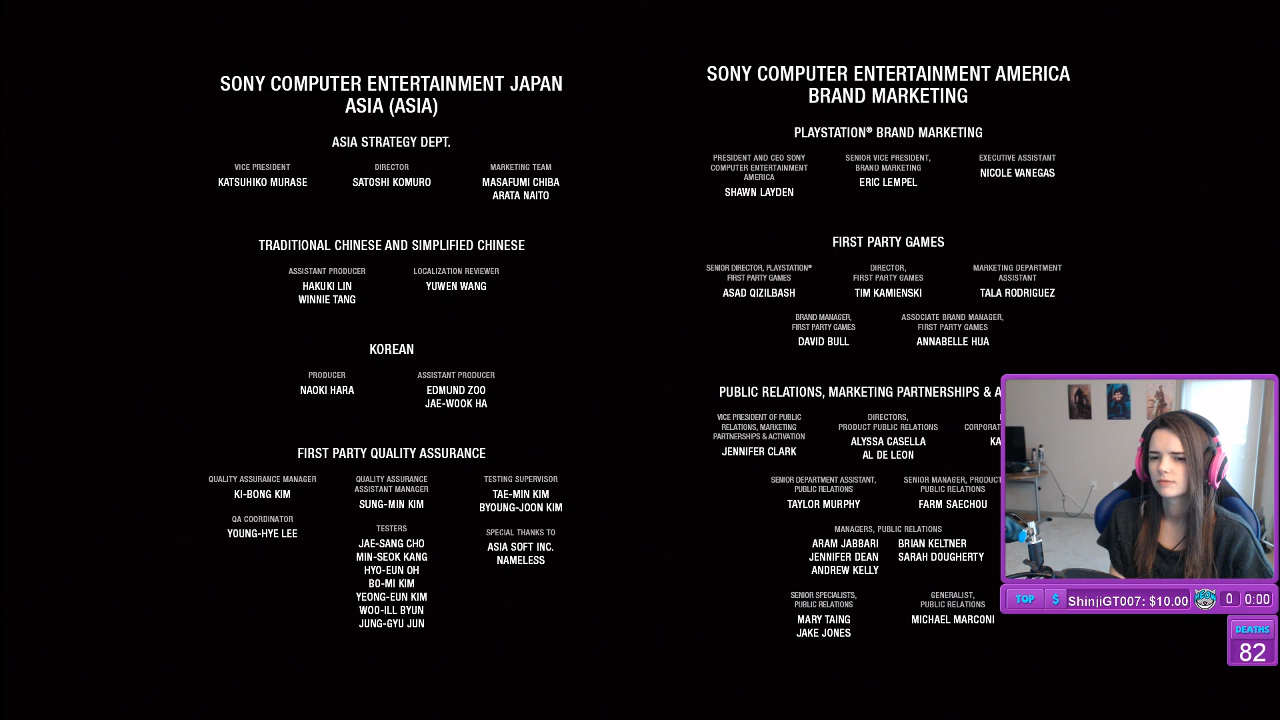 SONY COMPUTER ENTERTAINMENT JAPAN
ASIA (ASIA)
ASIA STRATEGY DEPT.
VICE PRESIDENT
KATSUHIKO MURASE
DIRECTOR
SATOSHI KOMURO
MARKETING TEAM
MASAFUMI CHIBA
ARATA NAITO
TRADITIONAL CHINESE AND SIMPLIFIED CHINESE
ASSISTANT PRODUCER
HAKUKI LIN
WINNIE TANG
LOCALIZATION REVIEWER
YUWEN WANG
KOREAN
PRODUCER
NAOKI HARA
ASSISTANT PRODUCER
EDMUND ZOO
JAE-WOOK HA
FIRST PARTY QUALITY ASSURANCE
QUALITY ASSURANCE MANAGER
KI-BONG KIM
QA COORDINATOR
YOUNG-HYE LEE
QUALITY ASSURANCE
ASSISTANT MANAGER
SUNG-MIN KIM
TESTERS
JAE-SANG CHO
MIN-SEOK KANG
HYO-EUN OH
BO-MI KIM
YEONG-EUN KIM
WOO-ILL BYUN
JUNG-GYU JUN
TESTING SUPERVISOR
TAE-MIN KIM
BYOUNG-JOON KIM
SPECIAL THANKS TO
ASIA SOFT INC.
NAMELESS
SONY COMPUTER ENTERTAINMENT AMERICA
BRAND MARKETING
PLAYSTATION® BRAND MARKETING
PRESIDENT AND CEO SONY
COMPUTER ENTERTAINMENT
AMERICA
SHAWN LAYDEN
SENIOR VICE PRESIDENT,
BRAND MARKETING
ERIC LEMPEL
EXECUTIVE ASSISTANT
NICOLE VANEGAS
FIRST PARTY GAMES
SENIOR DIRECTOR, PLAYSTATION®
FIRST PARTY GAMES
ASAD QIZILBASH
DIRECTOR,
FIRST PARTY GAMES
TIM KAMIENSKI
MARKETING DEPARTMENT
ASSISTANT
TALA RODRIGUEZ
BRAND MANAGER,
FIRST PARTY GAMES
DAVID BULL
ASSOCIATE BRAND MANAGER,
FIRST PARTY GAMES
ANNABELLE HUA
PUBLIC RELATIONS, MARKETING PARTNERSHIPS & A
VICE PRESIDENT OF PUBLIC
RELATIONS, MARKETING
PARTNERSHIPS & ACTIVATION
JENNIFER CLARK
DIRECTORS,
PRODUCT PUBLIC RELATIONS
ALYSSA CASELLA
AL DE LEON
CORPORAT
KA
SENIOR DEPARTMENT ASSISTANT,
PUBLIC RELATIONS
TAYLOR MURPHY
SENIOR MANAGER, PRODUCT
PUBLIC RELATIONS
FARM SAECHOU
MANAGERS, PUBLIC RELATIONS
ARAM JABBARI
JENNIFER DEAN
ANDREW KELLY
BRIAN KELTNER
SARAH DOUGHERTY
SENIOR SPECIALISTS,
PUBLIC RELATIONS
MARY TAING
JAKE JONES
GENERALIST,
PUBLIC RELATIONS
MICHAEL MARCONI
TOP $ ShinjiGT007: $10.00 0 0:00
DEATHS
82